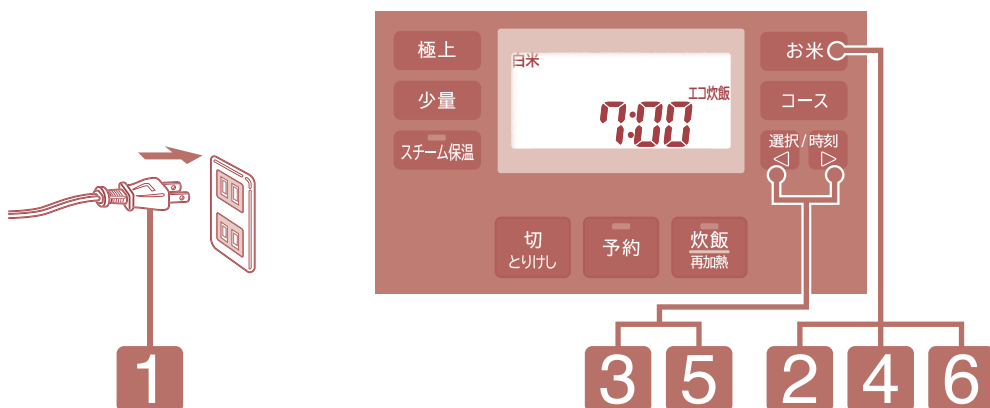 極上
少量
スチーム保温
白米
エコ炊飯
7:00
お米
コース
選択/時刻
◁ ▷
切
とりけし
予約
炊飯
再加熱
1
3
5
2
4
6